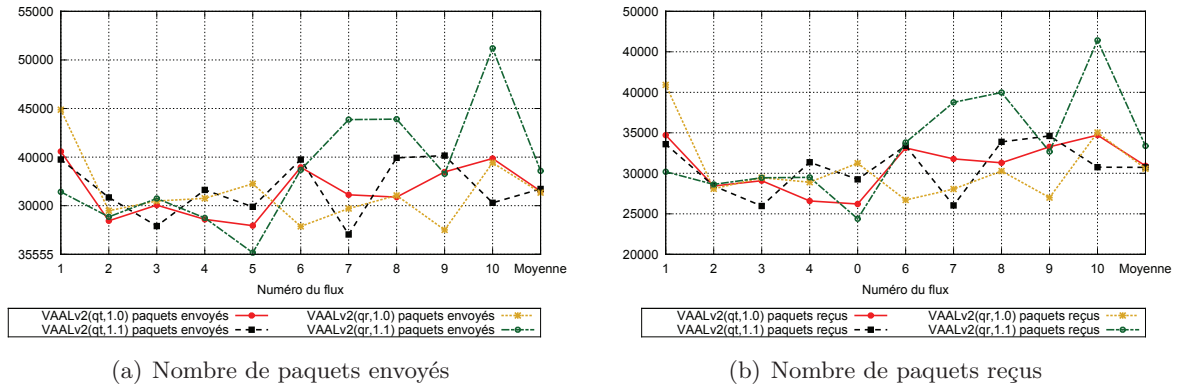 55000
50000
45000
40000
30000
35555
1 2 3 4 5 6 7 8 9 10 Moyenne
Numéro du flux
VAALv2(qt,1.0) paquets envoyés
VAALv2(qt,1.1) paquets envoyés
VAALv2(qr,1.0) paquets envoyés
VAALv2(qr,1.1) paquets envoyés
(a) Nombre de paquets envoyés
50000
40000
40000
35000
30000
25000
20000
1 2 3 4 0 6 7 8 9 10 Moyenne
Numéro du flux
VAALv2(qt,1.0) paquets reçus
VAALv2(qt,1.1) paquets reçus
VAALv2(qr,1.0) paquets reçus
VAALv2(qr,1.1) paquets reçus
(b) Nombre de paquets reçus